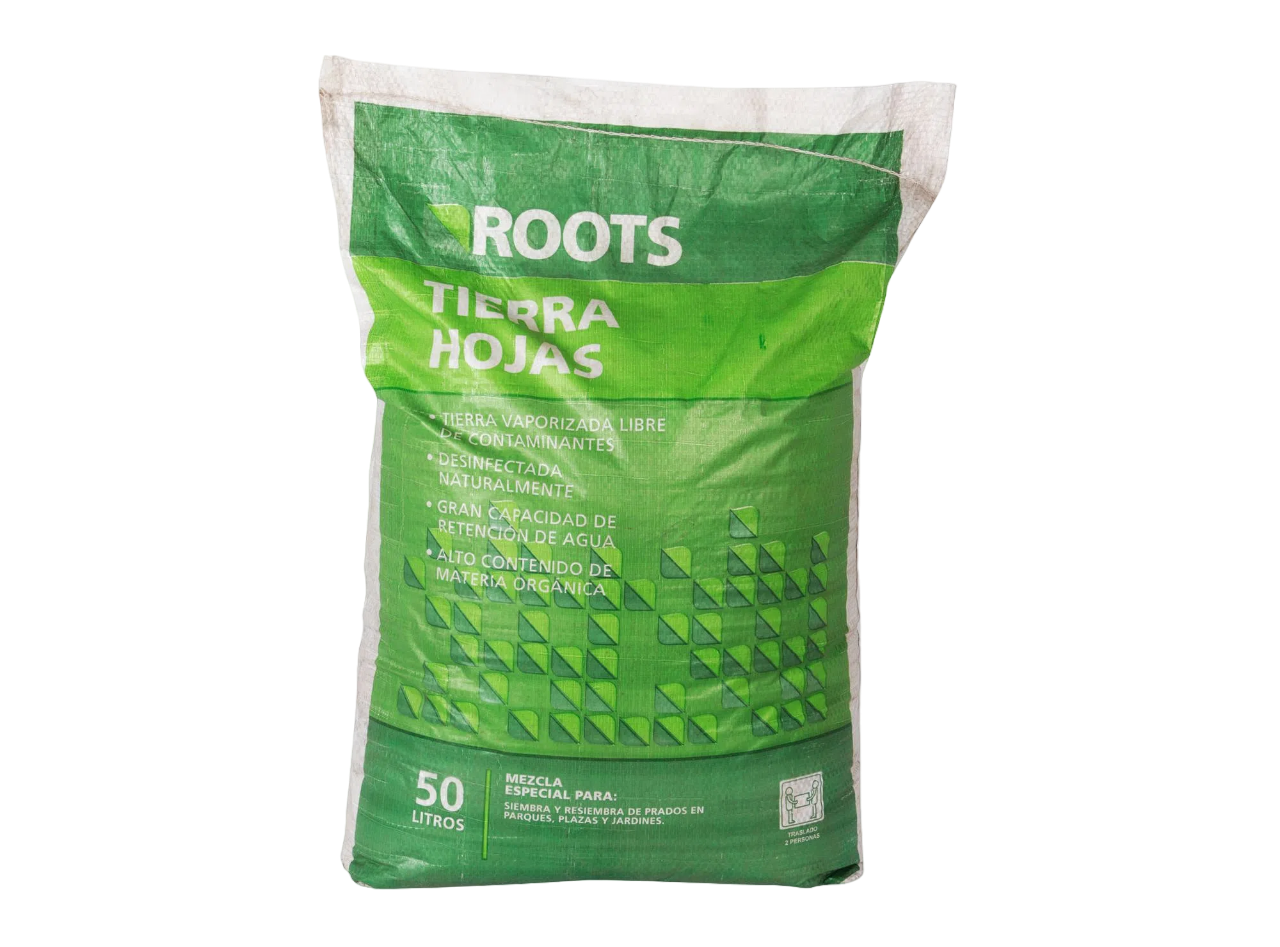 ROOTS
TIERRA
HOJAS
• TIERRA VAPORIZADA LIBRE
DE CONTAMINANTES
• DESINFECTADA
NATURALMENTE
• GRAN CAPACIDAD DE
RETENCIÓN DE AGUA
• ALTO CONTENIDO DE
MATERIA ORGÁNICA
50
LITROS
MEZCLA
ESPECIAL PARA:
SIEMBRA Y RESIEMBRA DE PRADOS EN
PARQUES, PLAZAS Y JARDINES.
TRASLADO
2 PERSONAS